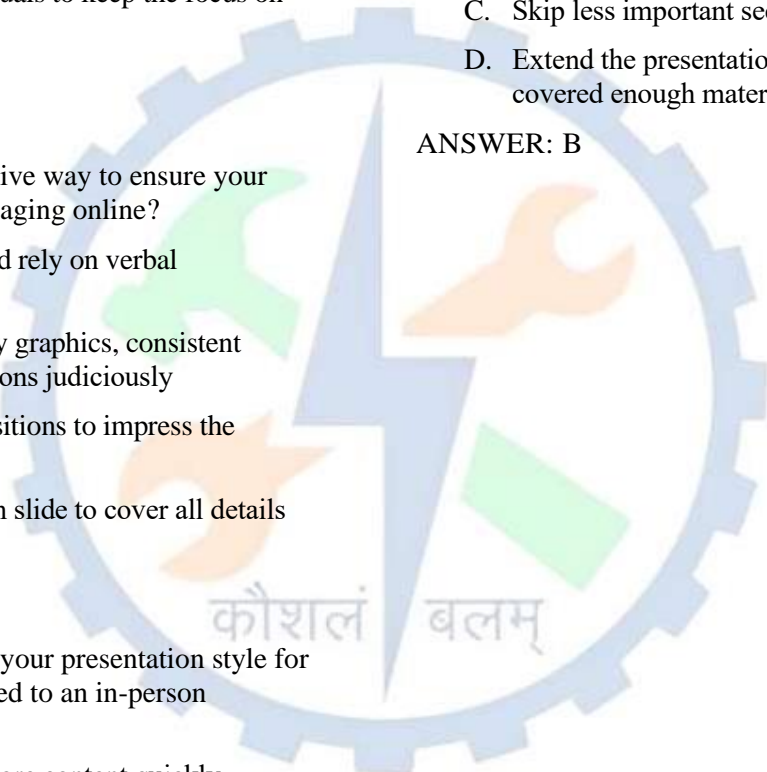 to keep the focus on
ive way to ensure your
aging online?
rely on verbal
graphics, consistent
ons judiciously
sitions to impress the
slide to cover all details
your presentation style for
ed to an in-person
C. Skip less important
D. Extend the presentatio
covered enough mater
ANSWER: B
कौशलं बलम्